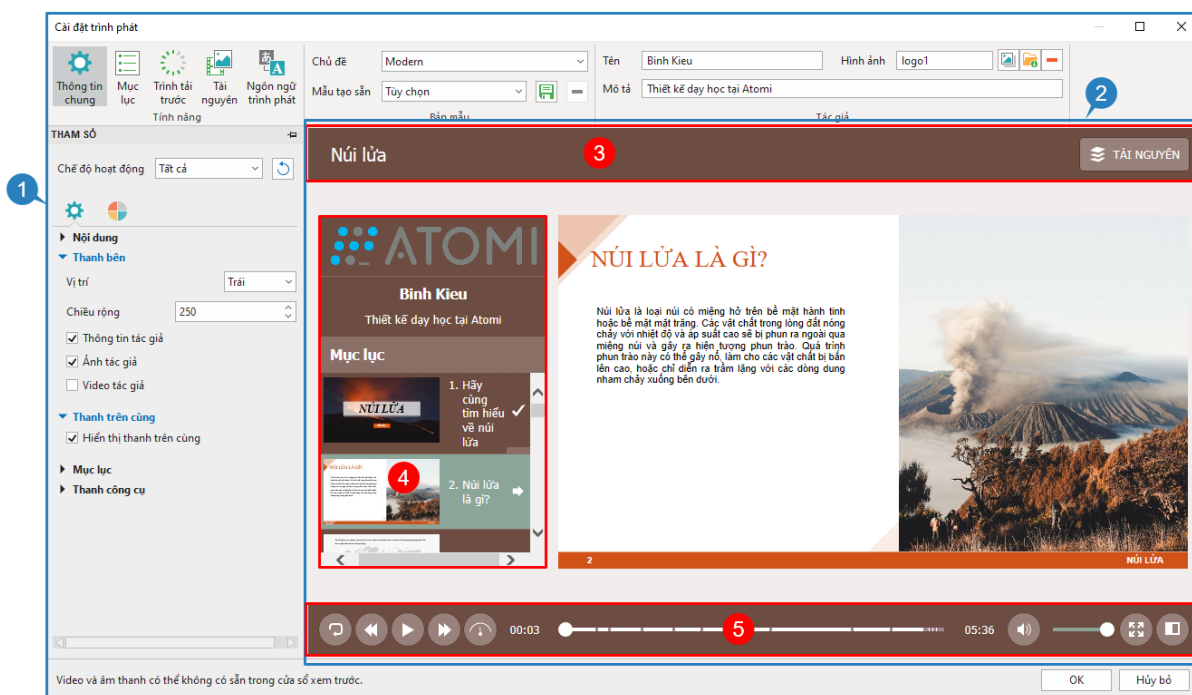 Cài đặt trình phát
Thông tin chung
Mục lục
Trình tải trước
Tài nguyên
Ngôn ngữ trình phát
Tính năng
Chủ đề
Modern
Mẫu tạo sẵn
Tùy chọn
Bản mẫu
Tên
Binh Kieu
Hình ảnh
logo1
Mô tả
Thiết kế dạy học tại Atomi
Tác giả
2
THAM SỐ
Chế độ hoạt động
Tất cả
1
Nội dung
Thanh bên
Vị trí
Trái
Chiều rộng
250
Thông tin tác giả
Ảnh tác giả
Video tác giả
Thanh trên cùng
Hiển thị thanh trên cùng
Mục lục
Thanh công cụ
Núi lửa
3
TÀI NGUYÊN
ATOMI
Binh Kieu
Thiết kế dạy học tại Atomi
Mục lục
NÚI LỬA
1. Hãy
cùng
tìm hiểu
về núi
lửa
NÚI LỬA LÀ GÌ?
4
2. Núi lửa
là gì?
NÚI LỬA LÀ GÌ?
Núi lửa là loại núi có miệng hở trên bề mặt hành tinh
hoặc bề mặt mặt trăng. Các vật chất trong lòng đất nóng
chảy với nhiệt độ và áp suất cao sẽ bị phun ra ngoài qua
miệng núi và gây ra hiện tượng phun trào. Quá trình
phun trào này có thể gây nổ, làm cho các vật chất bị bắn
lên cao, hoặc chỉ diễn ra trầm lặng với các dòng dung
nham chảy xuống bên dưới.
2
NÚI LỬA
00:03
5
05:36
Video và âm thanh có thể không có sẵn trong cửa sổ xem trước.
OK
Hủy bỏ